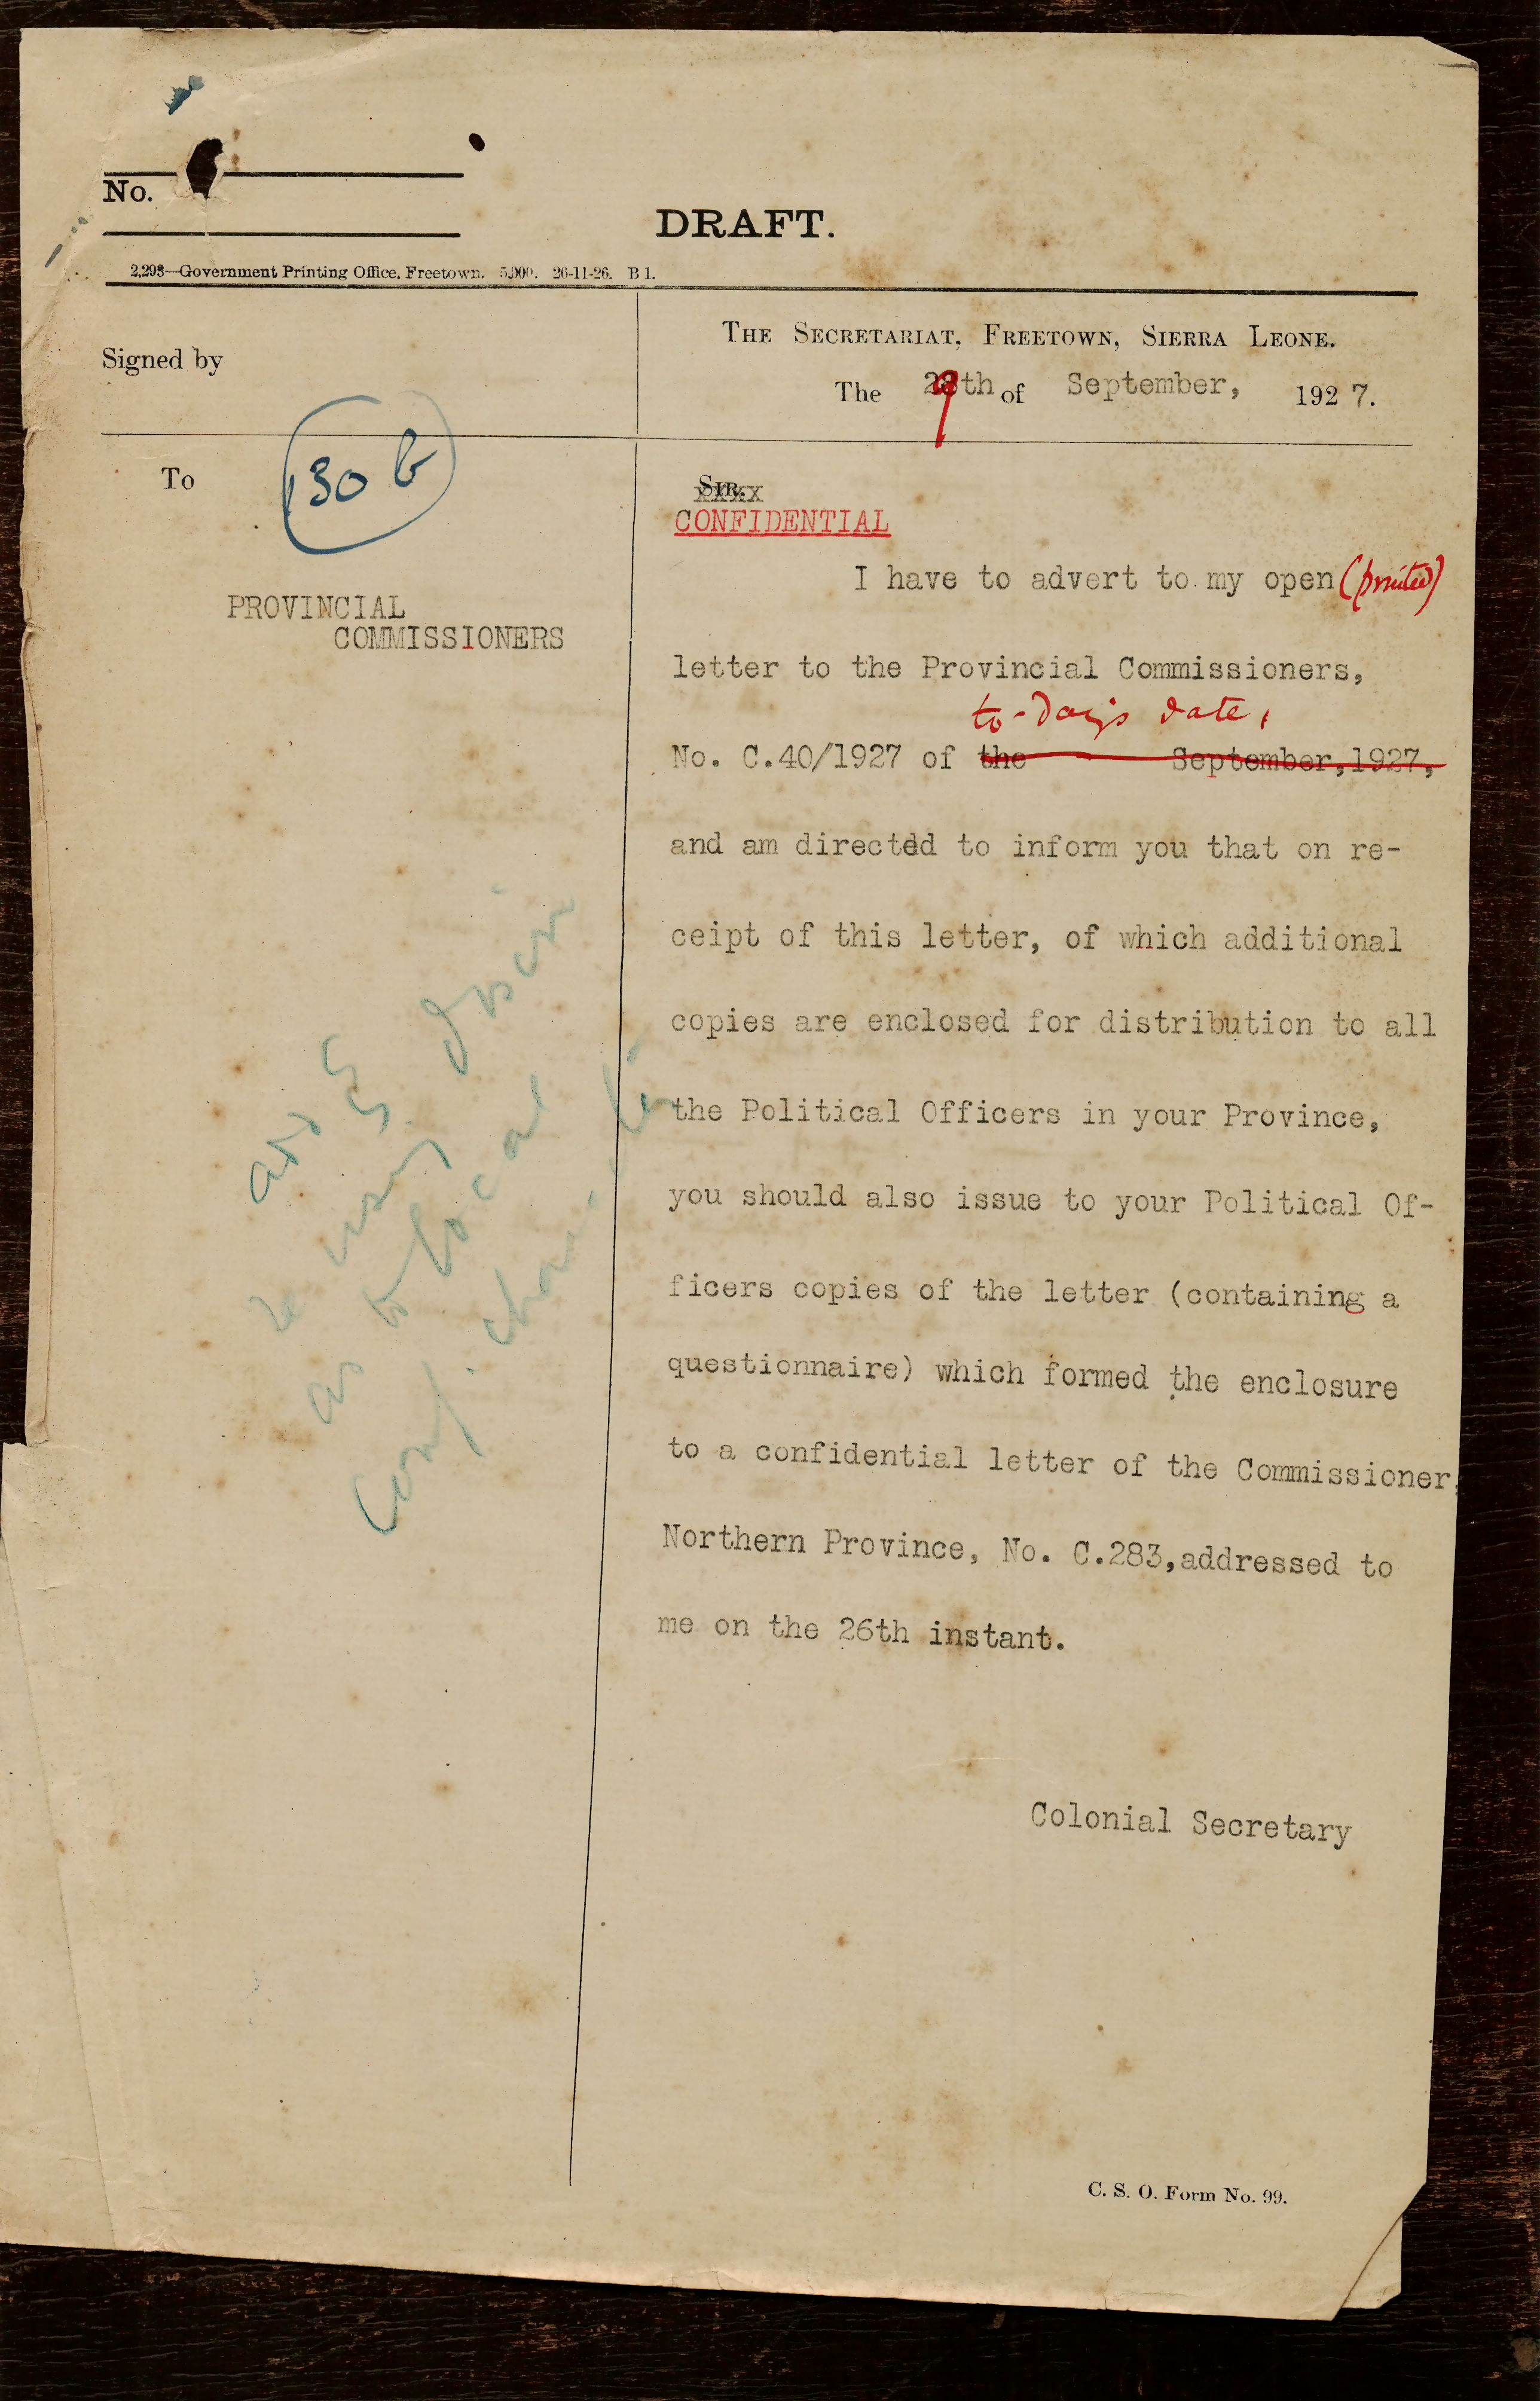 No.
DRAFT.
2,293—Government Printing Office, Freetown. 5,000. 26-11-26. B 1.
Signed by
THE SECRETARIAT, FREETOWN, SIERRA LEONE.
The 29th of September, 1927.
To
130 b
PROVINCIAL
COMMISSIONERS
SIR,
CONFIDENTIAL
I have to advert to my open (printed)
letter to the Provincial Commissioners,
to-day's date,
No. C.40/1927 of the September, 1927,
and am directed to inform you that on re-
ceipt of this letter, of which additional
copies are enclosed for distribution to all
the Political Officers in your Province,
you should also issue to your Political Of-
ficers copies of the letter (containing a
questionnaire) which formed the enclosure
to a confidential letter of the Commissioner,
Northern Province, No. C.283, addressed to
me on the 26th instant.
Colonial Secretary
C. S. O. Form No. 99.